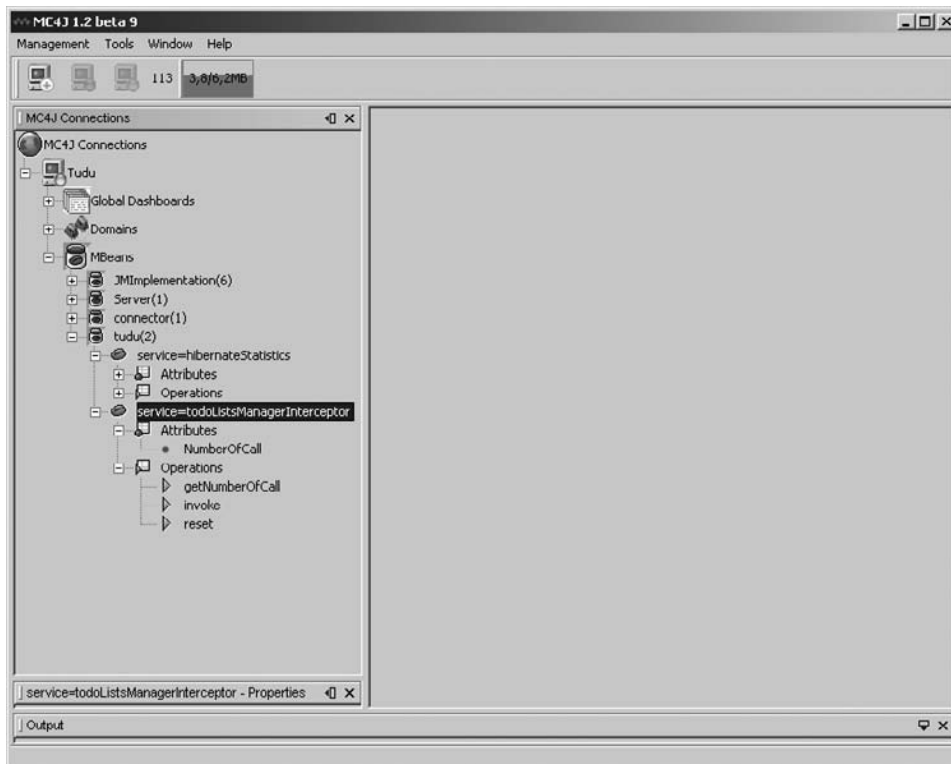 MC4J 1.2 beta 9
Management Tools Window Help
113 3,8/6,2MB
MC4J Connections
MC4J Connections
Tudu
Global Dashboards
Domains
MBeans
JMImplementation(6)
Server(1)
connector(1)
tudu(2)
service=hibernateStatistics
Attributes
Operations
service=todoListsManagerInterceptor
Attributes
NumberOfCall
Operations
getNumberOfCall
invoke
reset
service=todoListsManagerInterceptor - Properties
Output